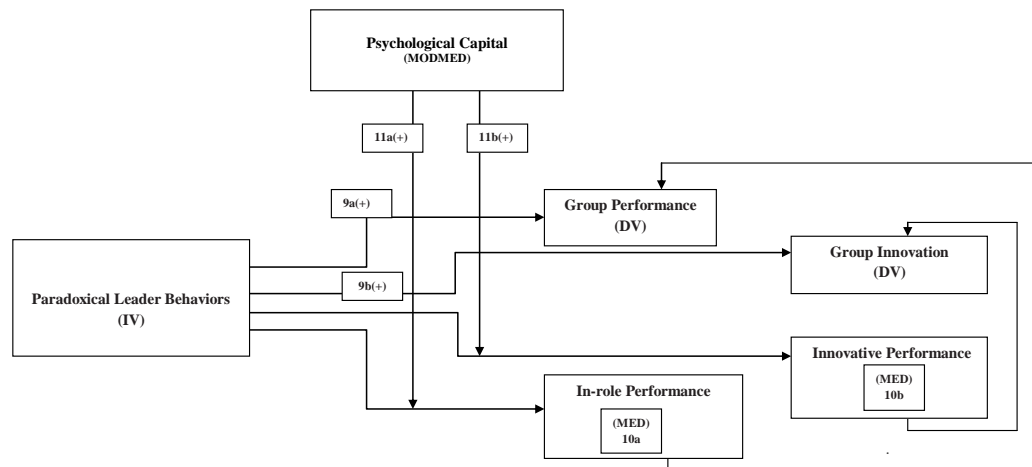 Psychological Capital
(MODMED)
11a(+)
11b(+)
9a(+)
Group Performance
(DV)
Group Innovation
(DV)
9b(+)
Paradoxical Leader Behaviors
(IV)
Innovative Performance
(MED)
10b
In-role Performance
(MED)
10a